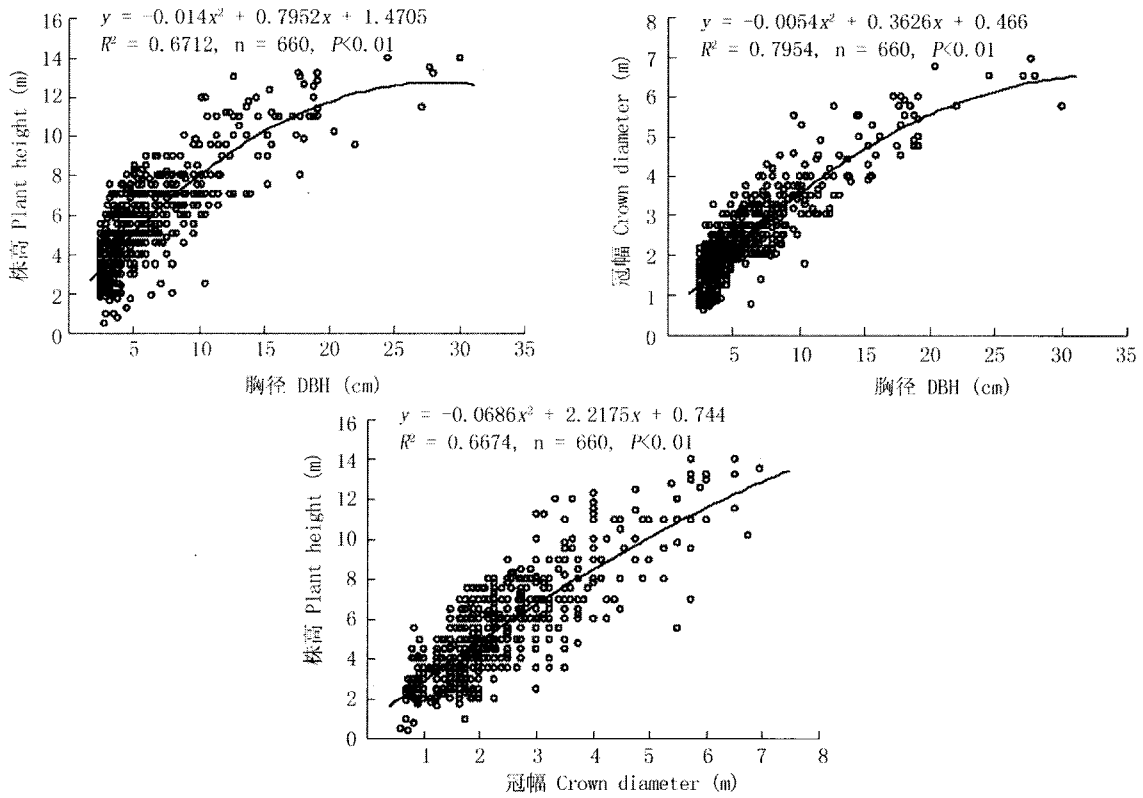 y = -0.014x² + 0.7952x + 1.4705
R² = 0.6712, n = 660, P<0.01
株高 Plant height (m)
16
14
12
10
8
6
4
2
0
5 10 15 20 25 30 35
胸径 DBH (cm)
y = -0.0054x² + 0.3626x + 0.466
R² = 0.7954, n = 660, P<0.01
冠幅 Crown diameter (m)
8
7
6
5
4
3
2
1
0
5 10 15 20 25 30 35
胸径 DBH (cm)
y = -0.0686x² + 2.2175x + 0.744
R² = 0.6674, n = 660, P<0.01
株高 Plant height (m)
16
14
12
10
8
6
4
2
0
1 2 3 4 5 6 7 8
冠幅 Crown diameter (m)